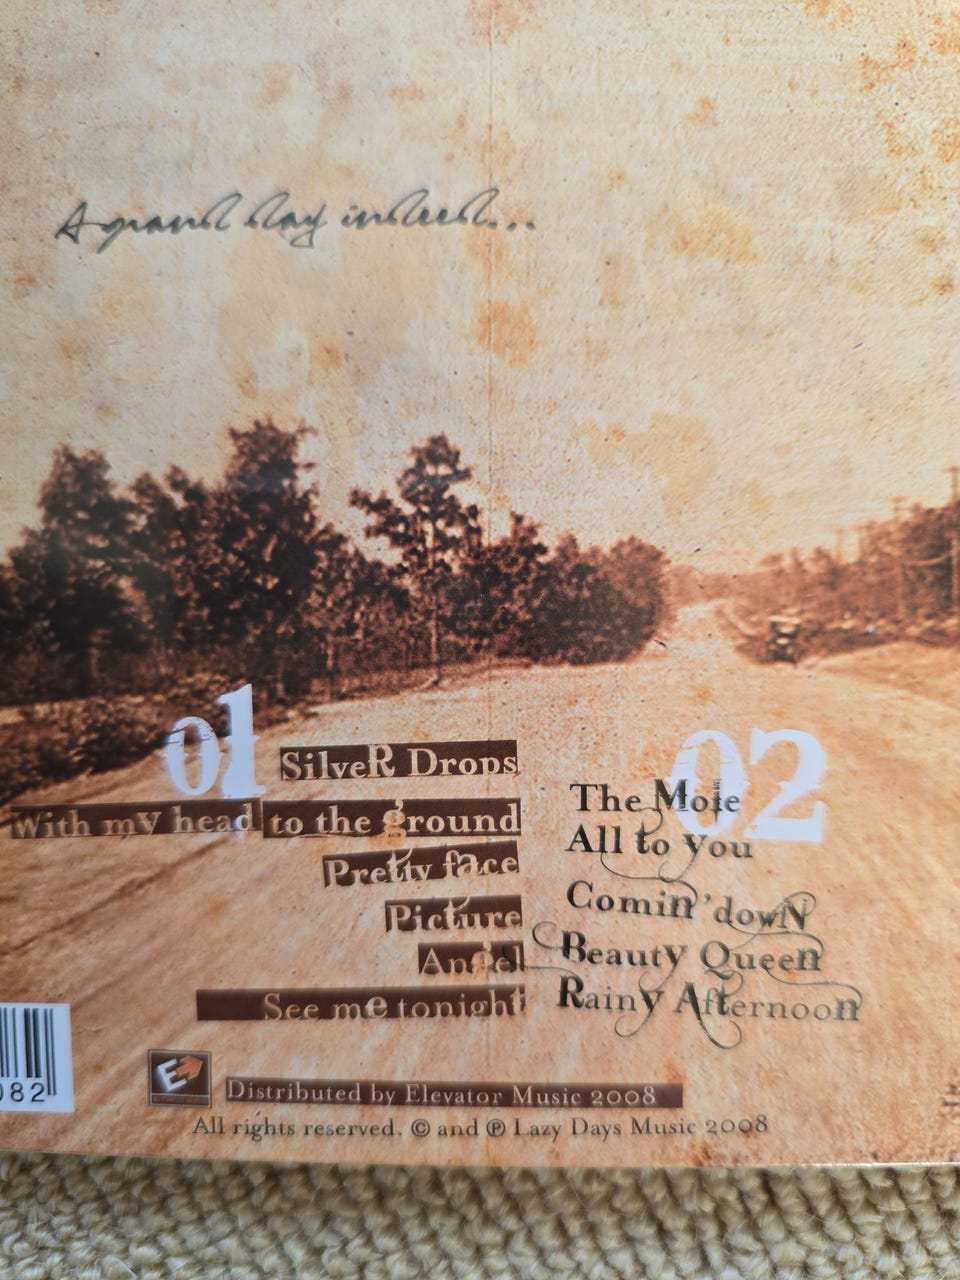 A grand day indeed...
01
SilveR Drops
With my head to the ground
Pretty face
Picture
Angel
See me tonight
02
The Mole
All to you
Comin' dowN
Beauty Queen
Rainy Afternoon
082
E
Distributed by Elevator Music 2008
All rights reserved. © and ℗ Lazy Days Music 2008